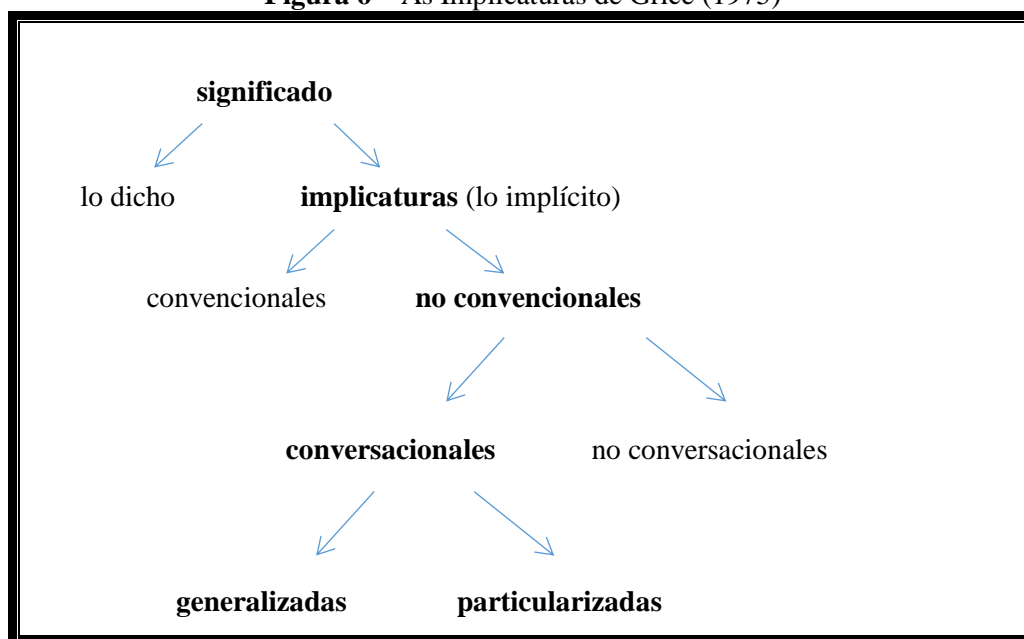 Figura 6 – As Implicaturas de Grice (1975)
significado
lo dicho implicaturas (lo implícito)
convencionales no convencionales
conversacionales no conversacionales
generalizadas particularizadas